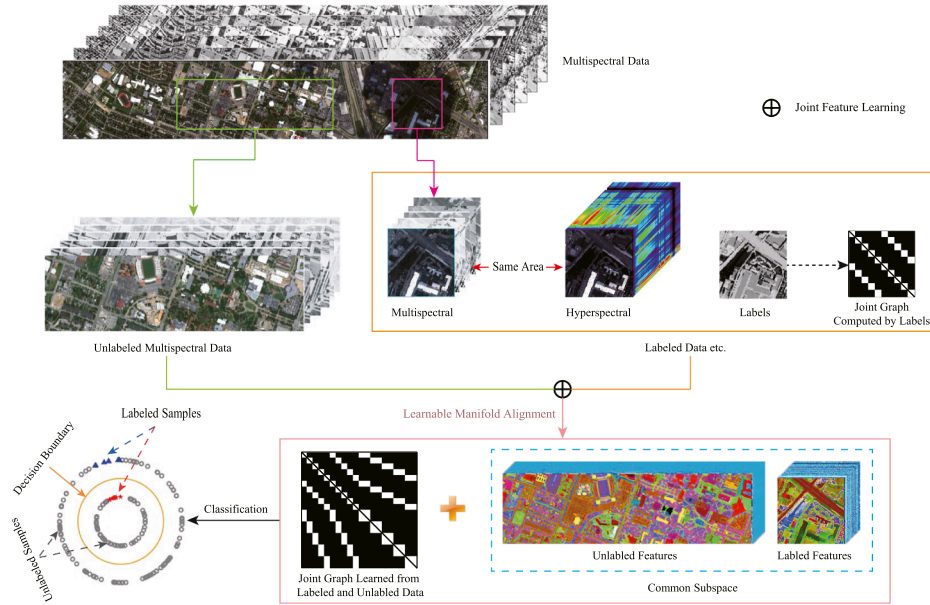 Multispectral Data
Joint Feature Learning
Same Area
Multispectral
Hyperspectral
Labels
Joint Graph
Computed by Labels
Unlabeled Multispectral Data
Labeled Data etc.
Learnable Manifold Alignment
Labeled Samples
Decision Boundary
Unlabeled Samples
Classification
Joint Graph Learned from
Labeled and Unlabled Data
Unlabled Features
Labled Features
Common Subspace